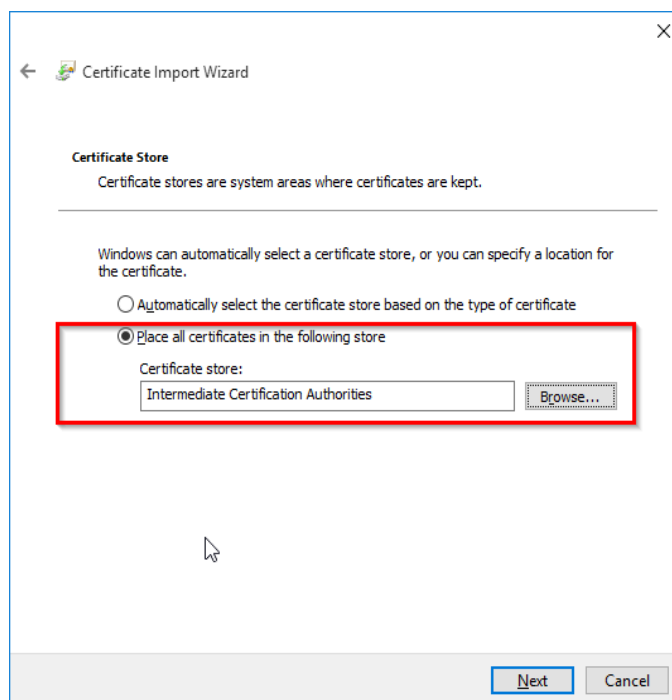 Certificate Import Wizard
Certificate Store
Certificate stores are system areas where certificates are kept.
Windows can automatically select a certificate store, or you can specify a location for
the certificate.
Automatically select the certificate store based on the type of certificate
Place all certificates in the following store
Certificate store:
Intermediate Certification Authorities
Browse...
Next
Cancel